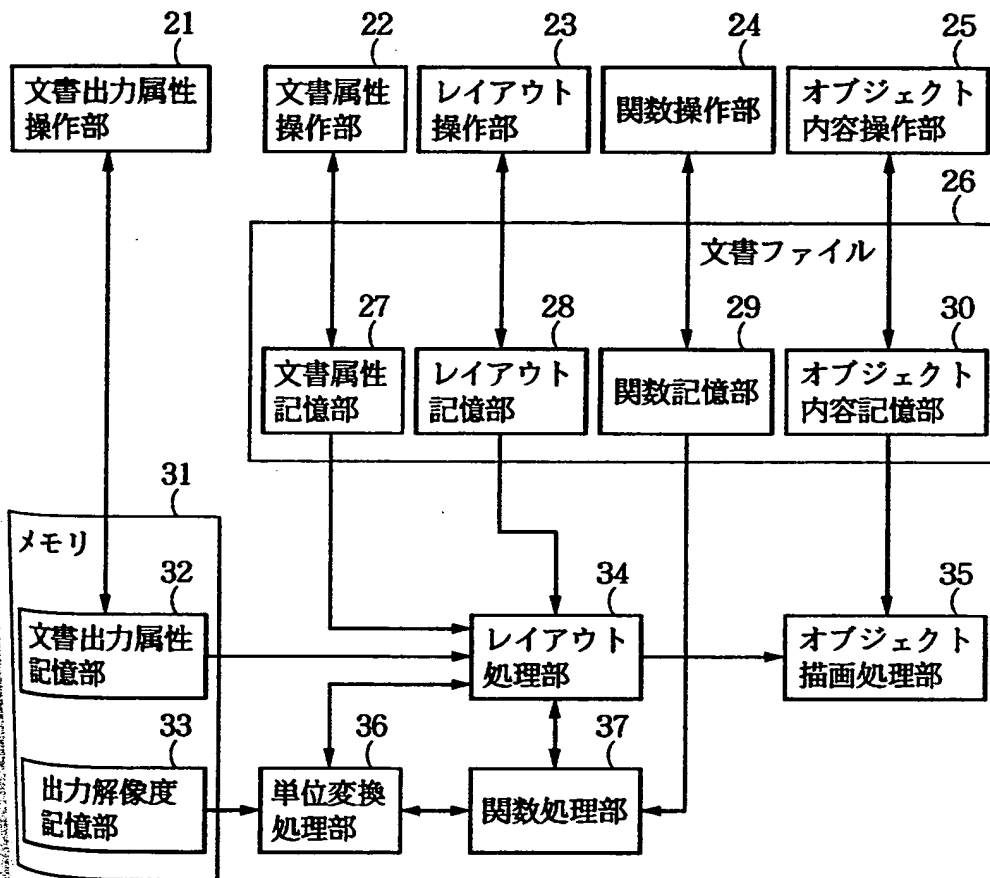 21
22
23
24
25
文書出力属性
操作部
文書属性
操作部
レイアウト
操作部
関数操作部
オブジェクト
内容操作部
26
文書ファイル
27
28
29
30
文書属性
記憶部
レイアウト
記憶部
関数記憶部
オブジェクト
内容記憶部
31
メモリ
32
34
35
文書出力属性
記憶部
レイアウト
処理部
オブジェクト
描画処理部
33
36
37
出力解像度
記憶部
単位変換
処理部
関数処理部